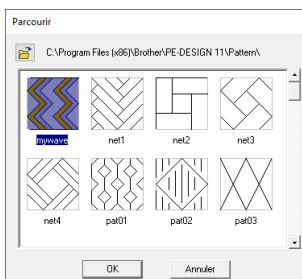 Parcourir
C:\Program Files (x86)\Brother\PE-DESIGN 11\Pattern\
mywave net1 net2 net3
net4 pat01 pat02 pat03
OK Annuler